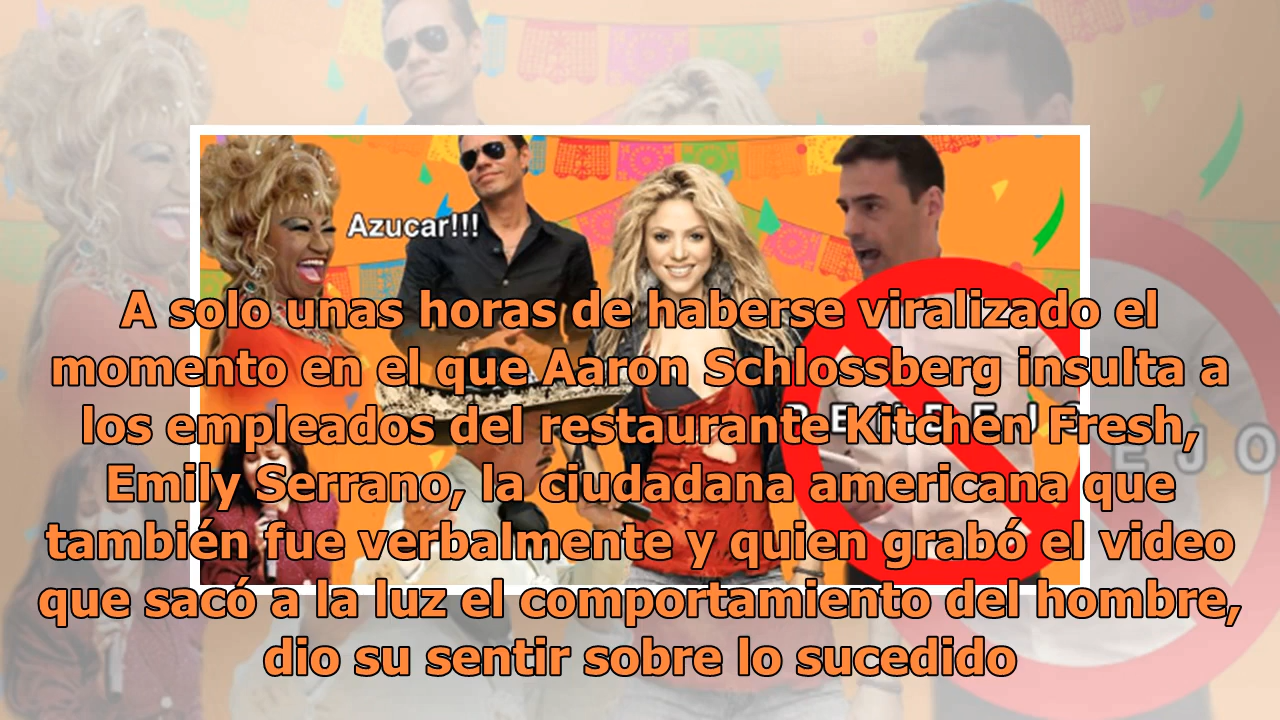 Azucar!!!
A solo unas horas de haberse viralizado el
momento en el que Aaron Schlossberg insulta a
los empleados del restaurante Kitchen Fresh,
Emily Serrano, la ciudadana americana que
también fue verbalmente y quien grabó el video
que sacó a la luz el comportamiento del hombre,
dio su sentir sobre lo sucedido